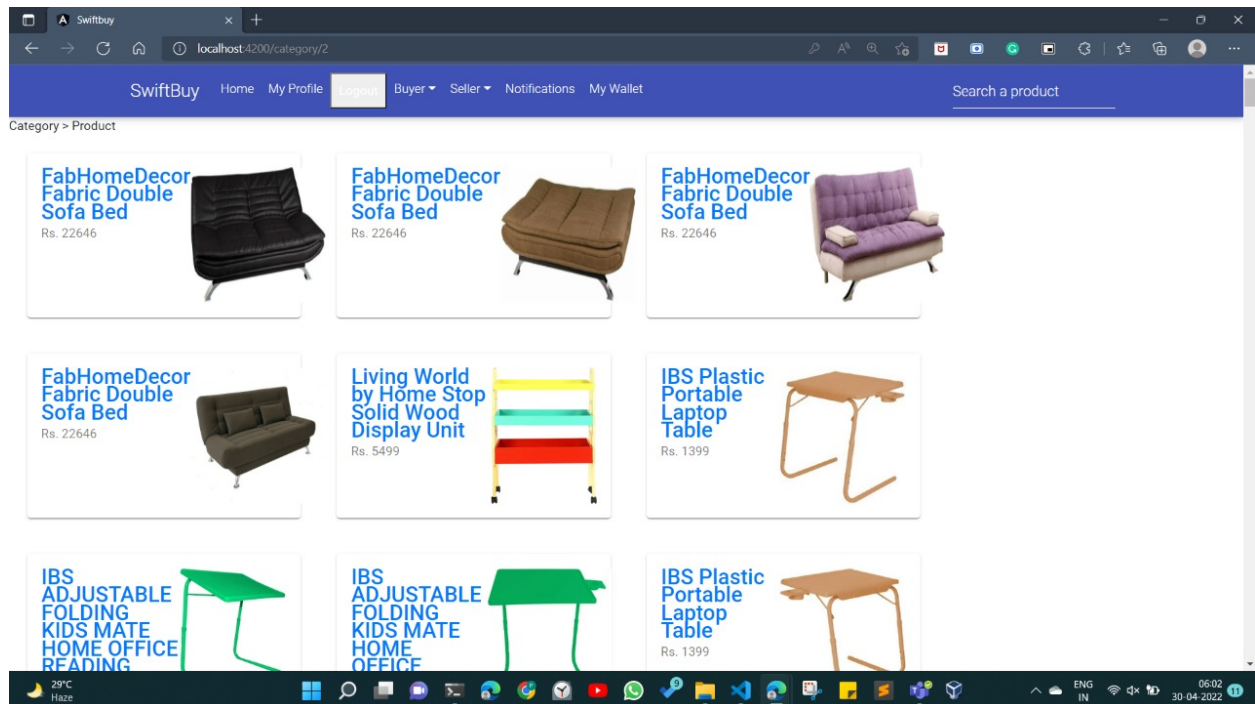 Swiftbuy
localhost:4200/category/2
SwiftBuy Home My Profile Logout Buyer Seller Notifications My Wallet Search a product
Category > Product
FabHomeDecor
Fabric Double
Sofa Bed
Rs. 22646
FabHomeDecor
Fabric Double
Sofa Bed
Rs. 22646
FabHomeDecor
Fabric Double
Sofa Bed
Rs. 22646
FabHomeDecor
Fabric Double
Sofa Bed
Rs. 22646
Living World
by Home Stop
Solid Wood
Display Unit
Rs. 5499
IBS Plastic
Portable
Laptop
Table
Rs. 1399
IBS
ADJUSTABLE
FOLDING
KIDS MATE
HOME OFFICE
READING
IBS
ADJUSTABLE
FOLDING
KIDS MATE
HOME
OFFICE
IBS Plastic
Portable
Laptop
Table
Rs. 1399
29°C
Haze
9
ENG
IN
06:02
30-04-2022
11